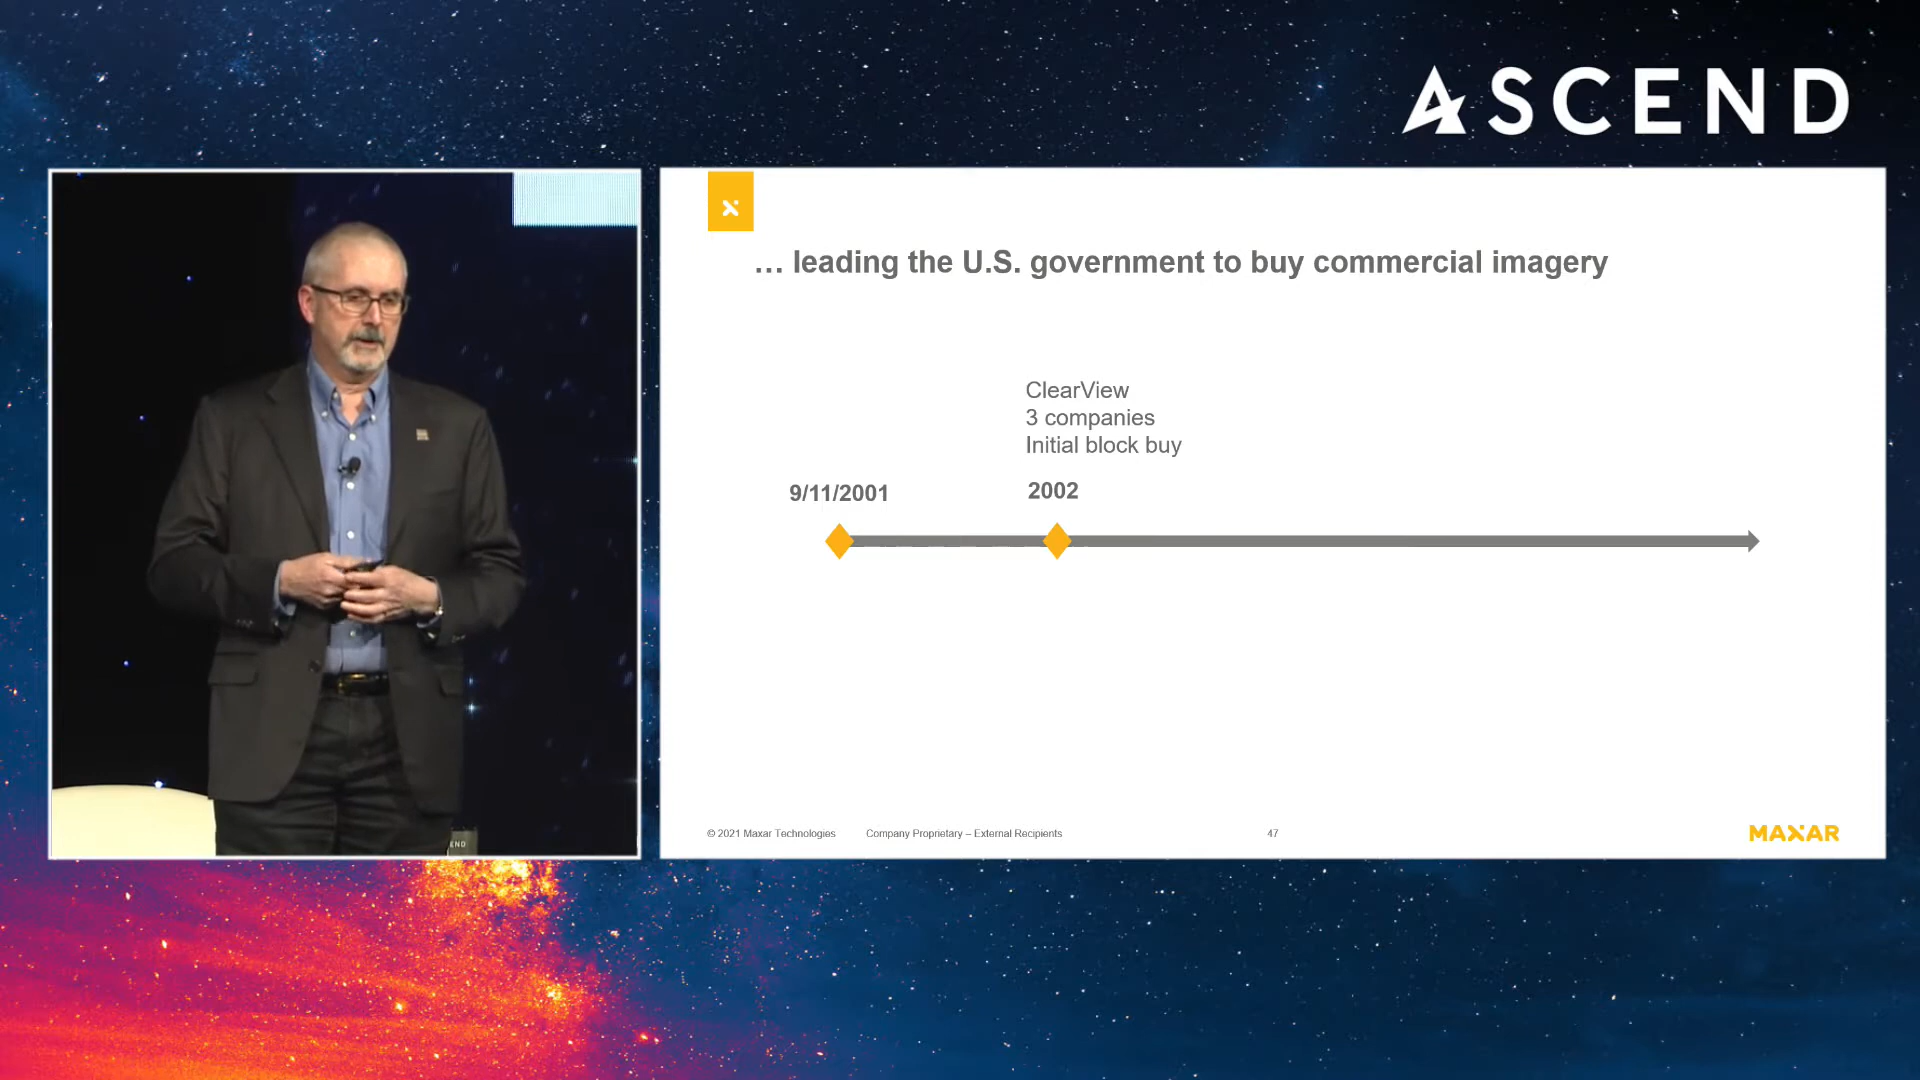 ASCEND
… leading the U.S. government to buy commercial imagery
ClearView
3 companies
Initial block buy
9/11/2001
2002
END
© 2021 Maxar Technologies
Company Proprietary – External Recipients
47
MAXAR